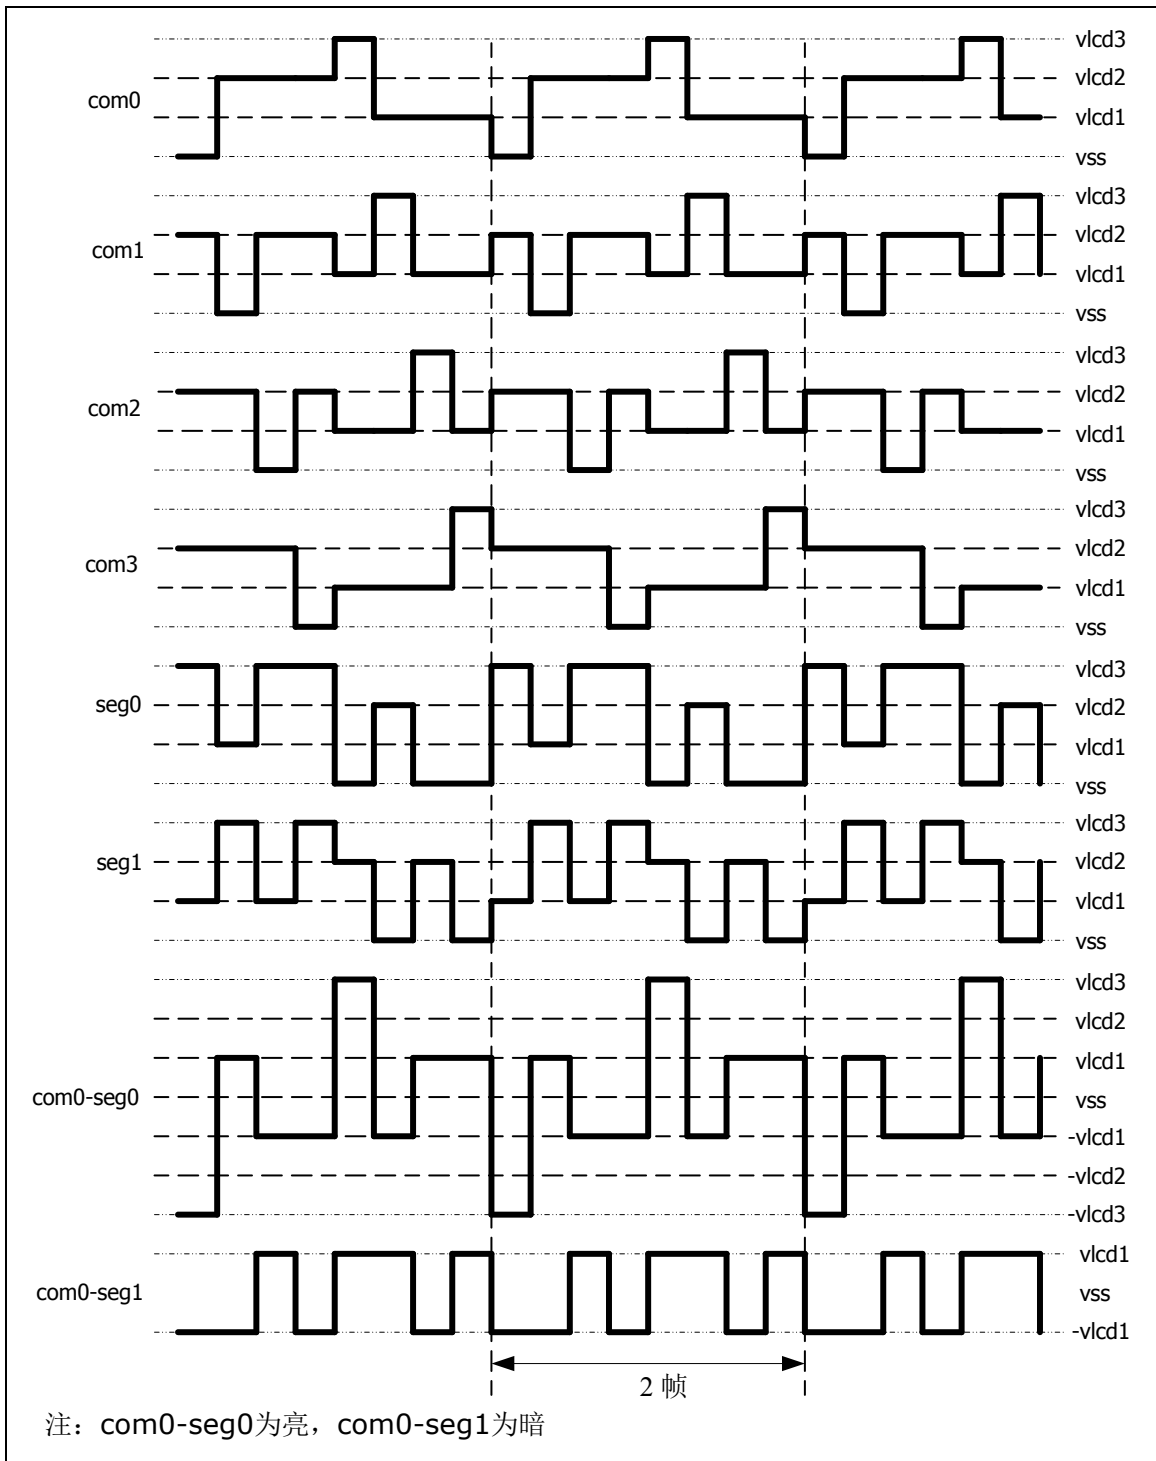 com0
vlcd3
vlcd2
vlcd1
vss
com1
vlcd3
vlcd2
vlcd1
vss
com2
vlcd3
vlcd2
vlcd1
vss
com3
vlcd3
vlcd2
vlcd1
vss
seg0
vlcd3
vlcd2
vlcd1
vss
seg1
vlcd3
vlcd2
vlcd1
vss
com0-seg0
vlcd3
vlcd2
vlcd1
vss
-vlcd1
-vlcd2
-vlcd3
com0-seg1
vlcd1
vss
-vlcd1
2 帧
注：com0-seg0为亮，com0-seg1为暗